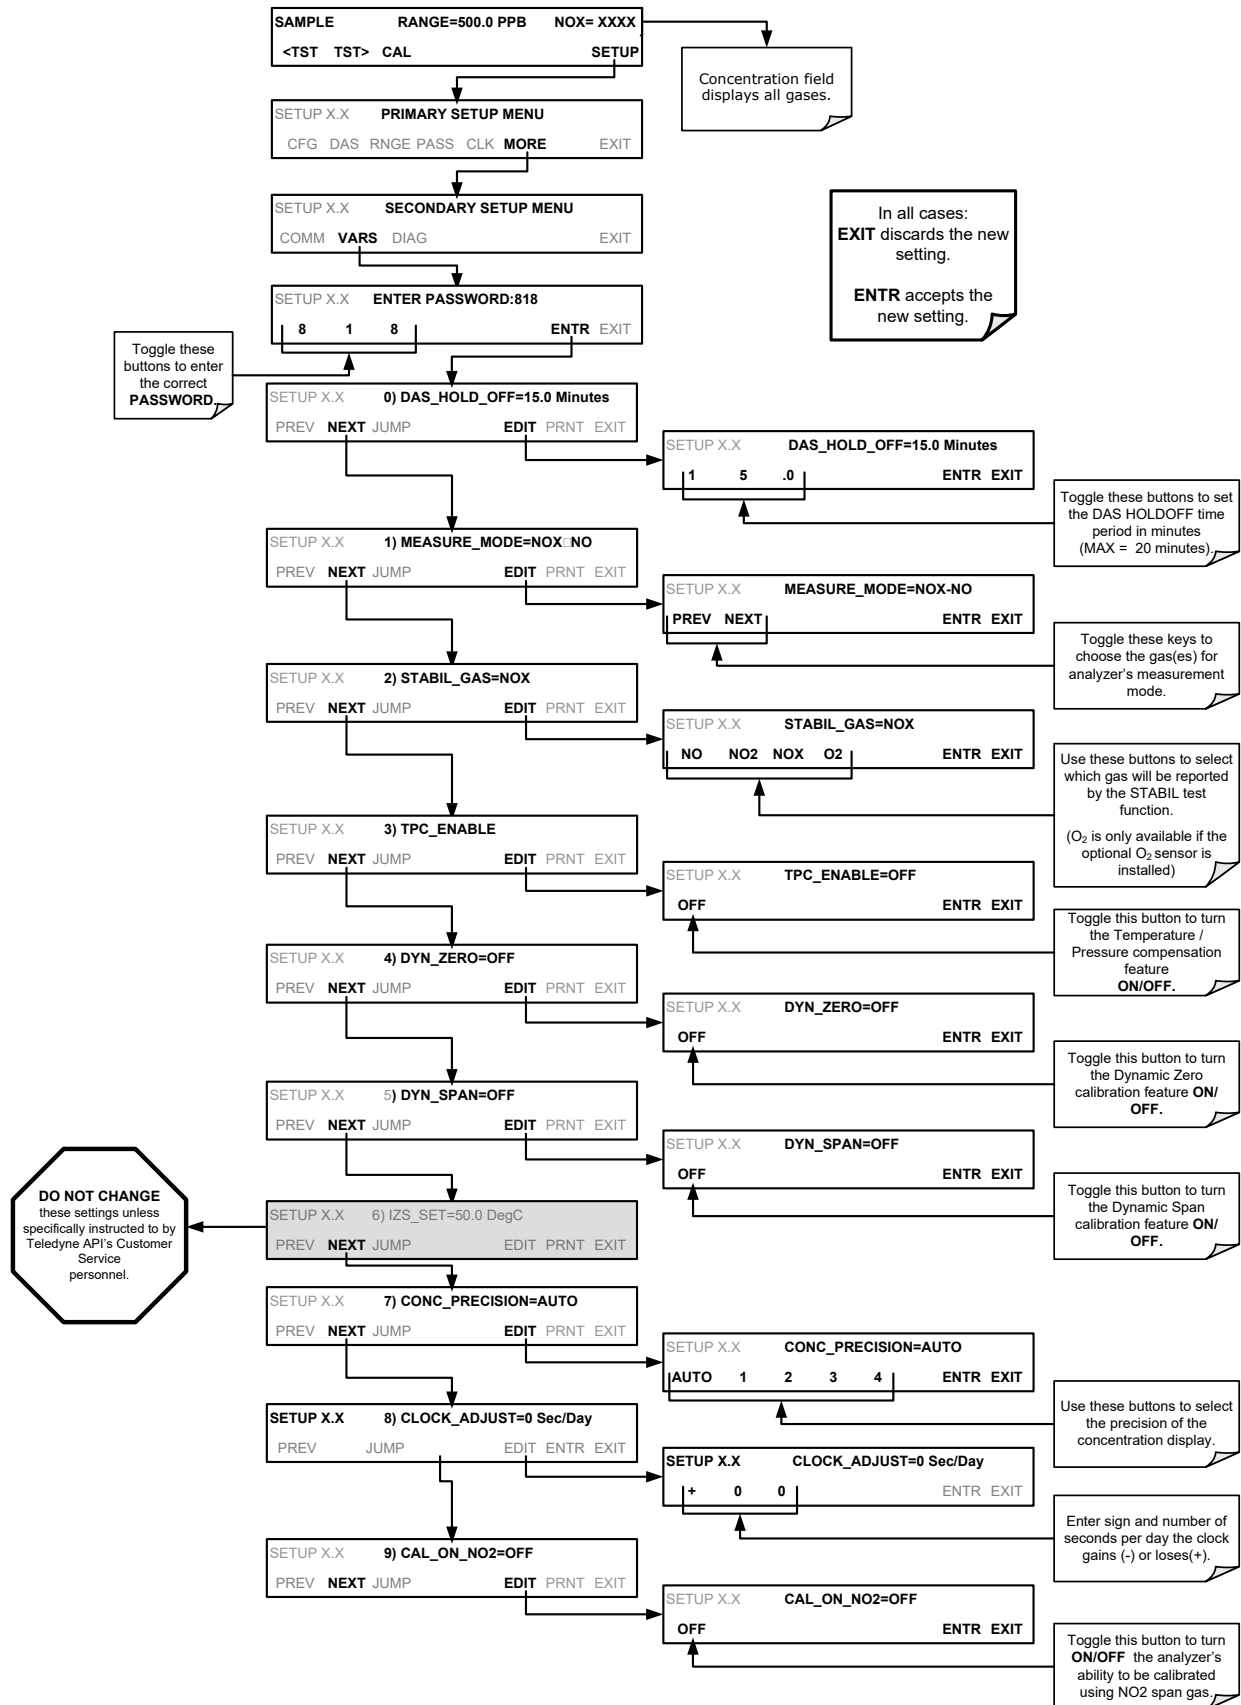 SAMPLE RANGE=500.0 PPB NOX= XXXX
<TST TST> CAL SETUP
Concentration field
displays all gases.
SETUP X.X PRIMARY SETUP MENU
CFG DAS RNGE PASS CLK MORE EXIT
SETUP X.X SECONDARY SETUP MENU
COMM VARS DIAG EXIT
In all cases:
EXIT discards the new
setting.
ENTR accepts the
new setting.
SETUP X.X ENTER PASSWORD:818
8 1 8 ENTR EXIT
Toggle these
buttons to enter
the correct
PASSWORD.
SETUP X.X 0) DAS_HOLD_OFF=15.0 Minutes
PREV NEXT JUMP EDIT PRNT EXIT
SETUP X.X DAS_HOLD_OFF=15.0 Minutes
1 5 .0 ENTR EXIT
Toggle these buttons to set
the DAS HOLDOFF time
period in minutes
(MAX = 20 minutes).
SETUP X.X 1) MEASURE_MODE=NOX□NO
PREV NEXT JUMP EDIT PRNT EXIT
SETUP X.X MEASURE_MODE=NOX-NO
PREV NEXT ENTR EXIT
Toggle these keys to
choose the gas(es) for
analyzer's measurement
mode.
SETUP X.X 2) STABIL_GAS=NOX
PREV NEXT JUMP EDIT PRNT EXIT
SETUP X.X STABIL_GAS=NOX
NO NO2 NOX O2 ENTR EXIT
Use these buttons to select
which gas will be reported
by the STABIL test
function.
(O2 is only available if the
optional O2 sensor is
installed)
SETUP X.X 3) TPC_ENABLE
PREV NEXT JUMP EDIT PRNT EXIT
SETUP X.X TPC_ENABLE=OFF
OFF ENTR EXIT
Toggle this button to turn
the Temperature /
Pressure compensation
feature
ON/OFF.
SETUP X.X 4) DYN_ZERO=OFF
PREV NEXT JUMP EDIT PRNT EXIT
SETUP X.X DYN_ZERO=OFF
OFF ENTR EXIT
Toggle this button to turn
the Dynamic Zero
calibration feature ON/
OFF.
SETUP X.X 5) DYN_SPAN=OFF
PREV NEXT JUMP EDIT PRNT EXIT
SETUP X.X DYN_SPAN=OFF
OFF ENTR EXIT
Toggle this button to turn
the Dynamic Span
calibration feature ON/
OFF.
DO NOT CHANGE
these settings unless
specifically instructed to by
Teledyne API's Customer
Service
personnel.
SETUP X.X 6) IZS_SET=50.0 DegC
PREV NEXT JUMP EDIT PRNT EXIT
SETUP X.X 7) CONC_PRECISION=AUTO
PREV NEXT JUMP EDIT PRNT EXIT
SETUP X.X CONC_PRECISION=AUTO
AUTO 1 2 3 4 ENTR EXIT
Use these buttons to select
the precision of the
concentration display.
SETUP X.X 8) CLOCK_ADJUST=0 Sec/Day
PREV JUMP EDIT ENTR EXIT
SETUP X.X CLOCK_ADJUST=0 Sec/Day
+ 0 0 ENTR EXIT
Enter sign and number of
seconds per day the clock
gains (-) or loses(+).
SETUP X.X 9) CAL_ON_NO2=OFF
PREV NEXT JUMP EDIT PRNT EXIT
SETUP X.X CAL_ON_NO2=OFF
OFF ENTR EXIT
Toggle this button to turn
ON/OFF the analyzer's
ability to be calibrated
using NO2 span gas.